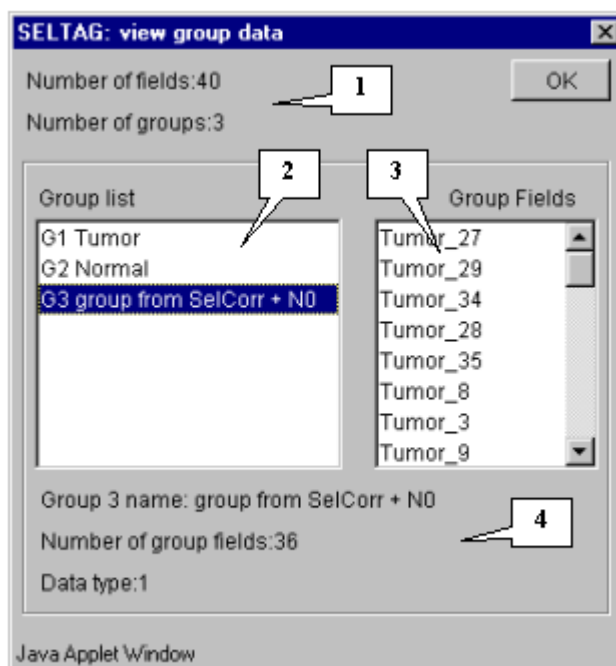 SELTAG: view group data
Number of fields:40
1
OK
Number of groups:3
2
3
Group list
Group Fields
G1 Tumor
G2 Normal
G3 group from SelCorr + N0
Tumor_27
Tumor_29
Tumor_34
Tumor_28
Tumor_35
Tumor_8
Tumor_3
Tumor_9
Group 3 name: group from SelCorr + N0
4
Number of group fields:36
Data type:1
Java Applet Window